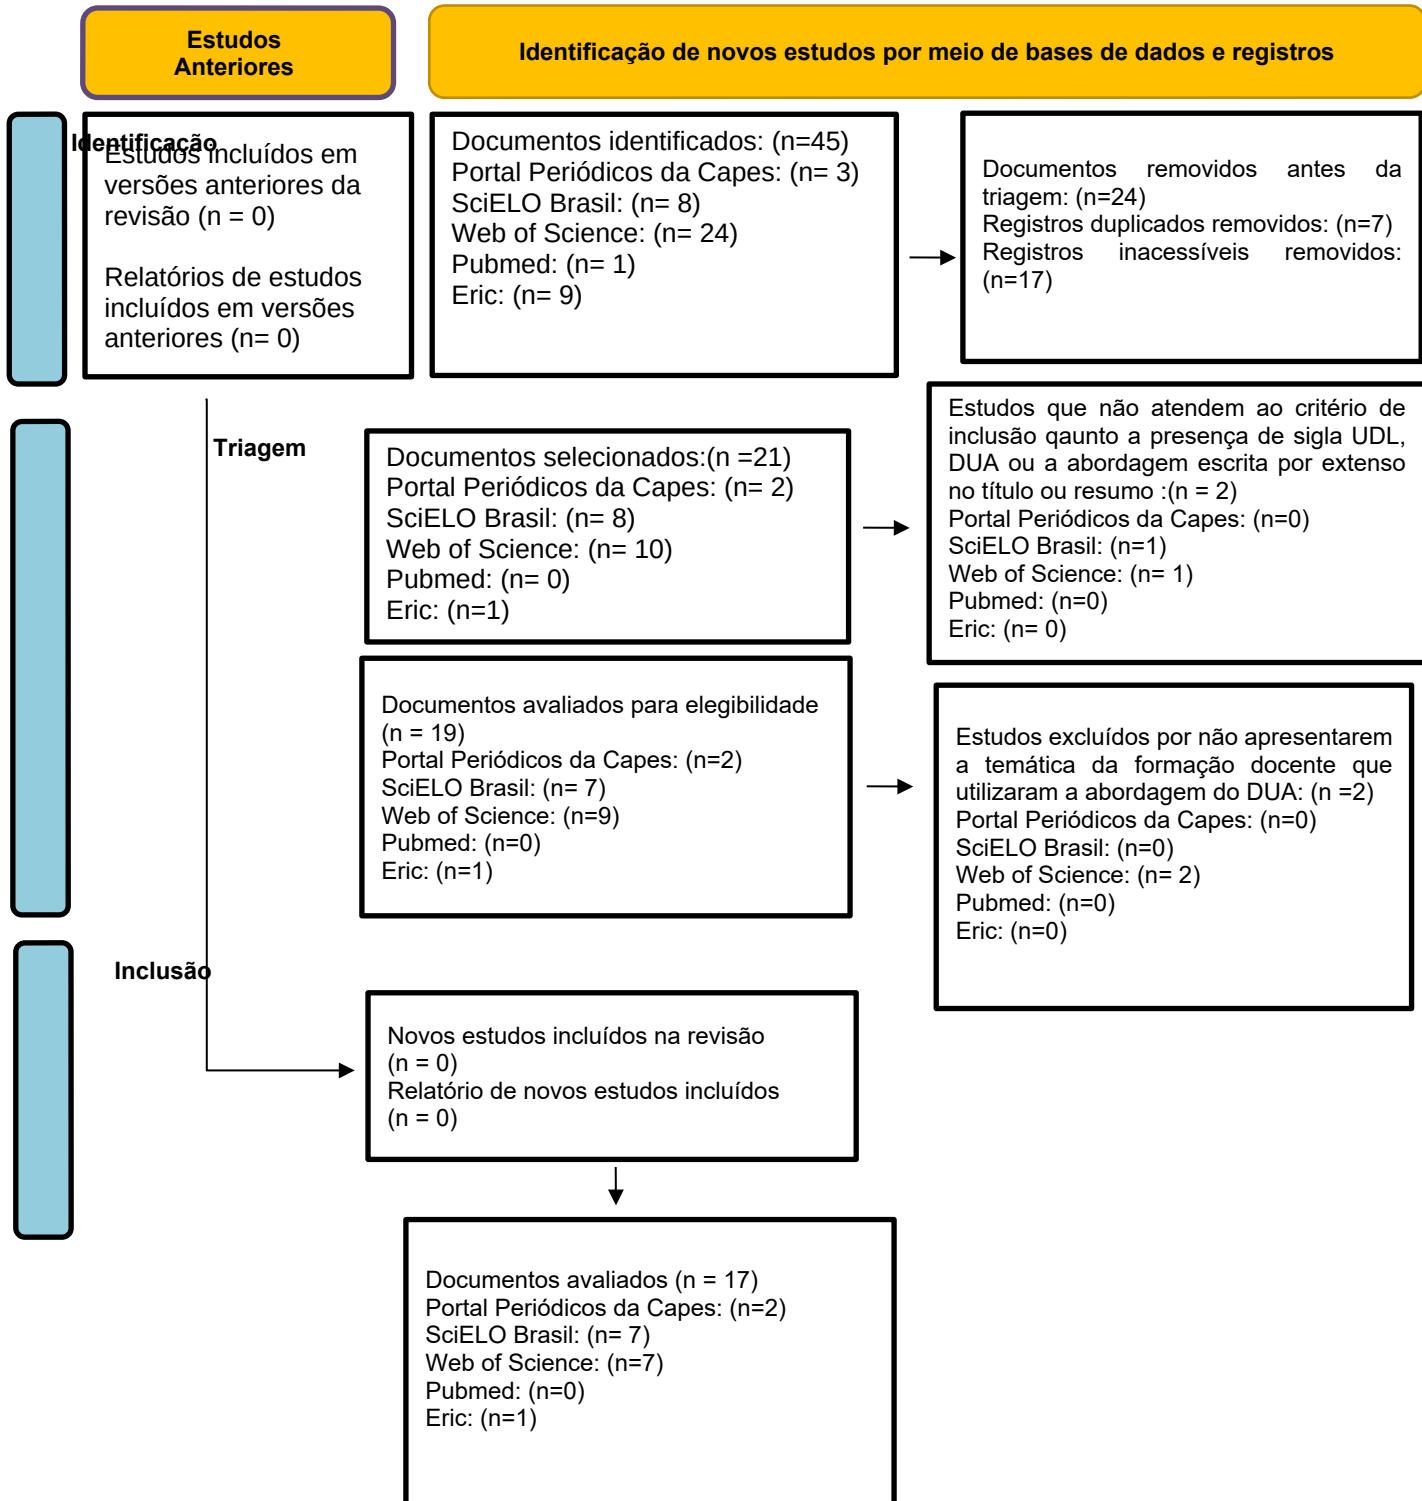 Estudos
Anteriores
Identificação de novos estudos por meio de bases de dados e registros
Identificação
Estudos incluídos em
versões anteriores da
revisão (n = 0)
Relatórios de estudos
incluídos em versões
anteriores (n= 0)
Documentos identificados: (n=45)
Portal Periódicos da Capes: (n= 3)
SciELO Brasil: (n= 8)
Web of Science: (n= 24)
Pubmed: (n= 1)
Eric: (n= 9)
Documentos removidos antes da
triagem: (n=24)
Registros duplicados removidos: (n=7)
Registros inacessíveis removidos:
(n=17)
Triagem
Documentos selecionados:(n =21)
Portal Periódicos da Capes: (n= 2)
SciELO Brasil: (n= 8)
Web of Science: (n= 10)
Pubmed: (n= 0)
Eric: (n=1)
Estudos que não atendem ao critério de
inclusão qaunto a presença de sigla UDL,
DUA ou a abordagem escrita por extenso
no título ou resumo :(n = 2)
Portal Periódicos da Capes: (n=0)
SciELO Brasil: (n=1)
Web of Science: (n= 1)
Pubmed: (n=0)
Eric: (n= 0)
Documentos avaliados para elegibilidade
(n = 19)
Portal Periódicos da Capes: (n=2)
SciELO Brasil: (n= 7)
Web of Science: (n=9)
Pubmed: (n=0)
Eric: (n=1)
Estudos excluídos por não apresentarem
a temática da formação docente que
utilizaram a abordagem do DUA: (n =2)
Portal Periódicos da Capes: (n=0)
SciELO Brasil: (n=0)
Web of Science: (n= 2)
Pubmed: (n=0)
Eric: (n=0)
Inclusão
Novos estudos incluídos na revisão
(n = 0)
Relatório de novos estudos incluídos
(n = 0)
Documentos avaliados (n = 17)
Portal Periódicos da Capes: (n=2)
SciELO Brasil: (n= 7)
Web of Science: (n=7)
Pubmed: (n=0)
Eric: (n=1)